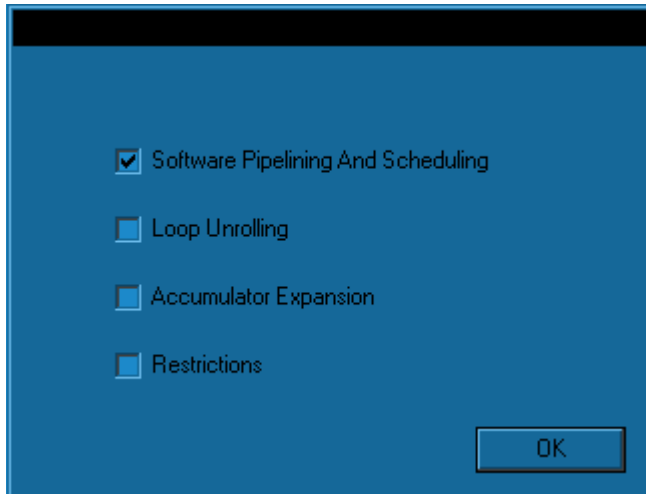 Software Pipelining And Scheduling
Loop Unrolling
Accumulator Expansion
Restrictions
OK